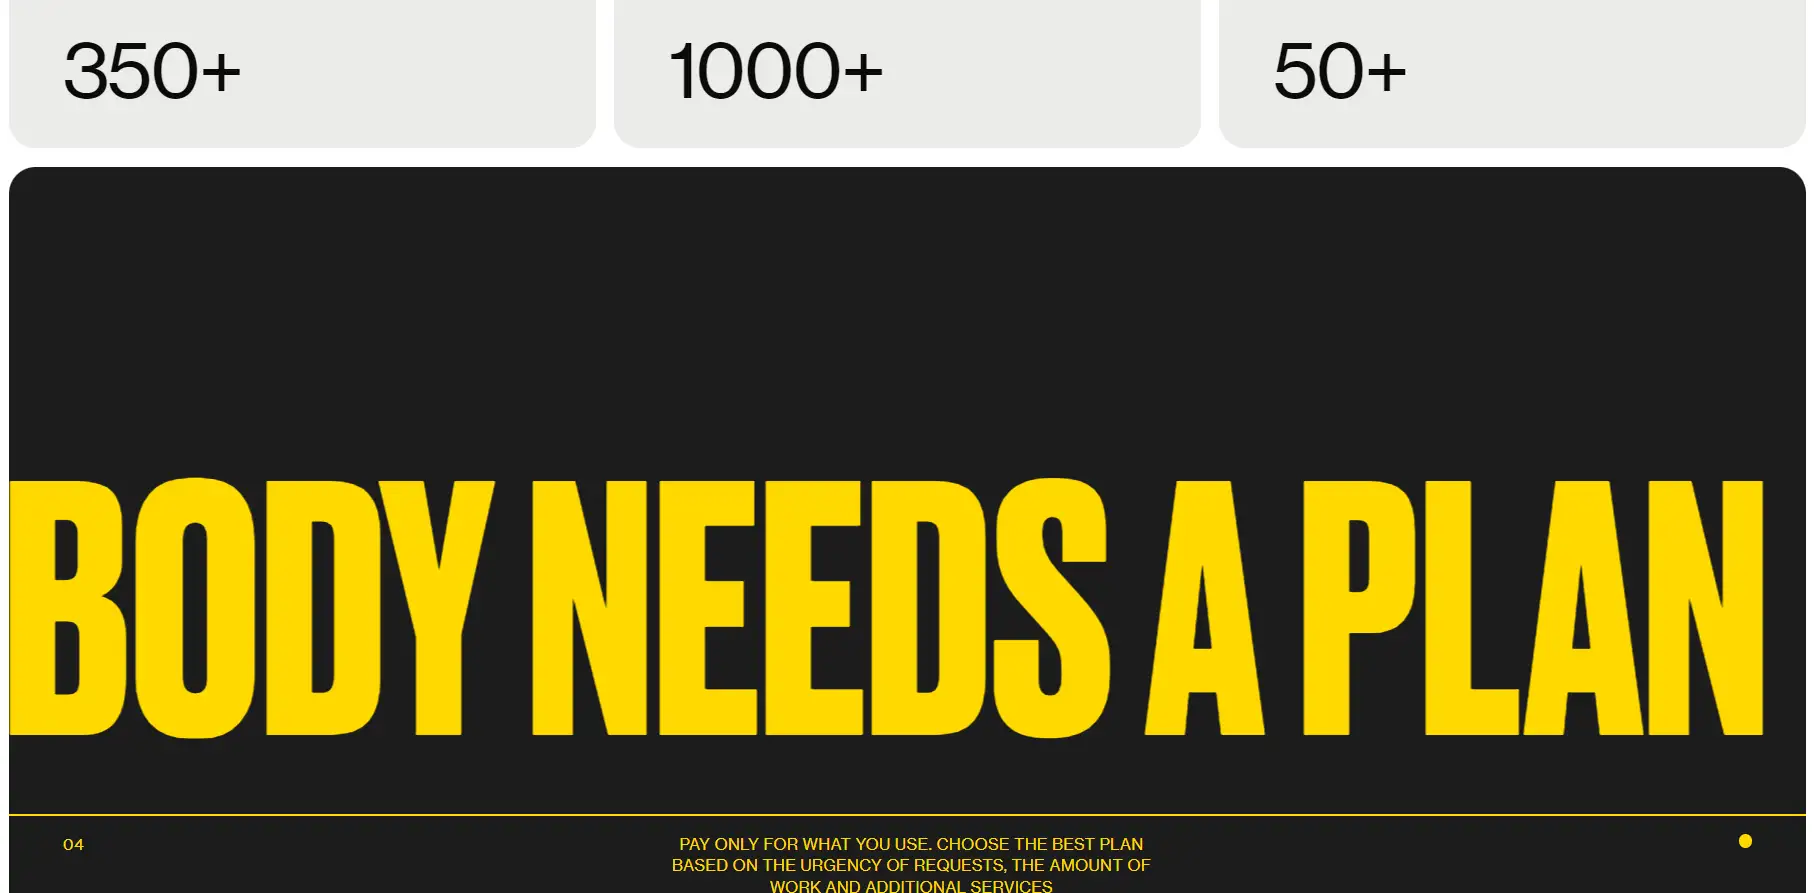 350+ 1000+ 50+
BODY NEEDS A PLAN
04
PAY ONLY FOR WHAT YOU USE. CHOOSE THE BEST PLAN
BASED ON THE URGENCY OF REQUESTS, THE AMOUNT OF
WORK AND ADDITIONAL SERVICES